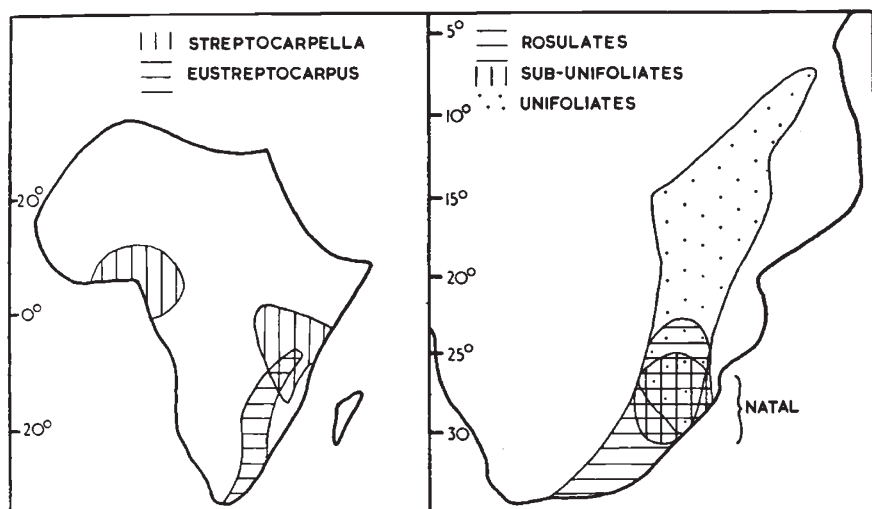 STREPTOCARPELLA
EUSTREPTOCARPUS
20°
0°
20°
5°
ROSULATES
SUB-UNIFOLIATES
UNIFOLIATES
10°
15°
20°
25°
30
NATAL